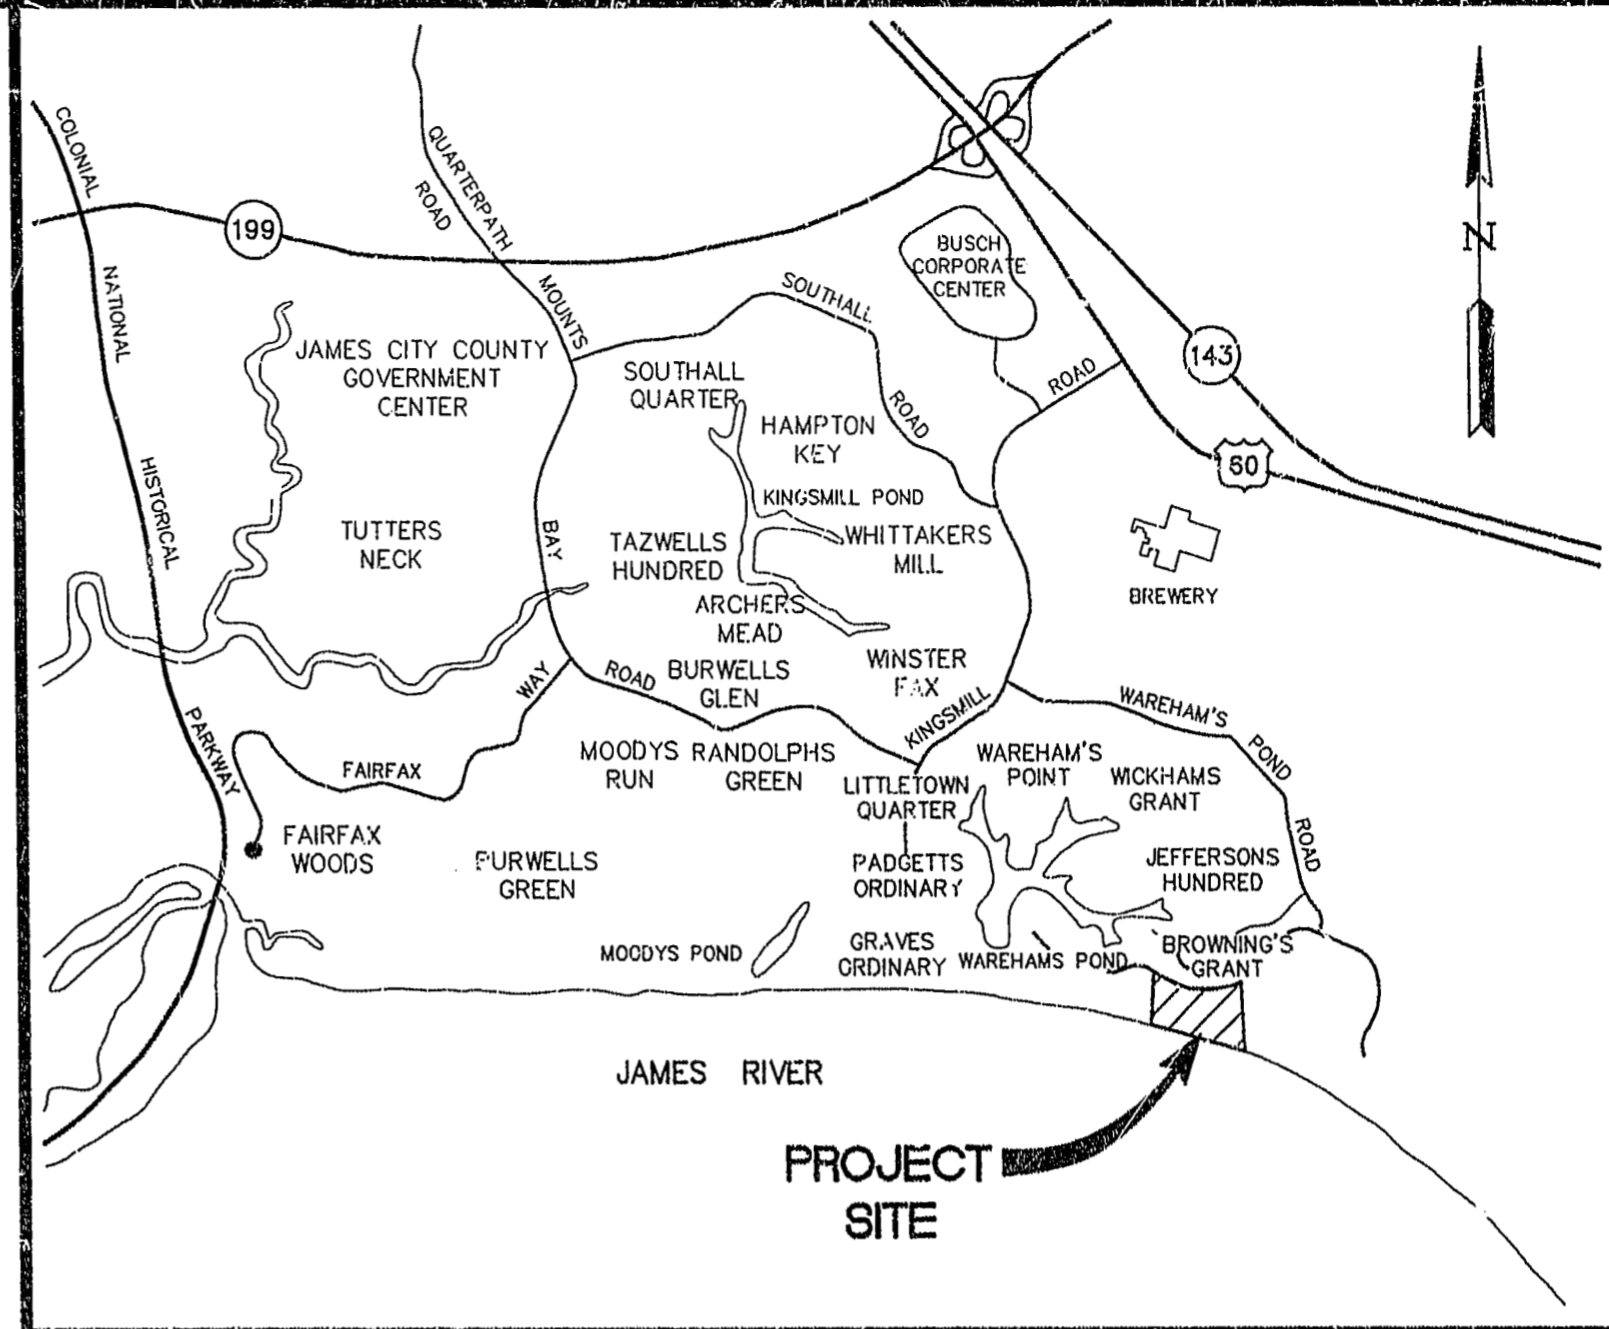 COLONIAL
NATIONAL
HISTORICAL
PARKWAY
199
QUARTERPATH
ROAD
MOUNTS
BAY
ROAD
SOUTHALL
ROAD
BUSCH
CORPORATE
CENTER
N
143
60
ROAD
KINGSMILL
JAMES CITY COUNTY
GOVERNMENT
CENTER
SOUTHALL
QUARTER
HAMPTON
KEY
KINGSMILL POND
TUTTERS
NECK
TAZWELLS
HUNDRED
WHITTAKERS
MILL
BREWERY
ARCHERS
MEAD
BURWELLS
GLEN
WINSTER
FAX
WAREHAM'S
POND
ROAD
FAIRFAX
WAY
MOODYS
RUN
RANDOLPHS
GREEN
LITTLETOWN
QUARTER
WAREHAM'S
POINT
WICKHAMS
GRANT
FAIRFAX
WOODS
BURWELLS
GREEN
PADGETTS
ORDINARY
JEFFERSONS
HUNDRED
MOODYS POND
GRAVES
ORDINARY
WAREHAMS POND
BROWNING'S
GRANT
JAMES RIVER
PROJECT
SITE